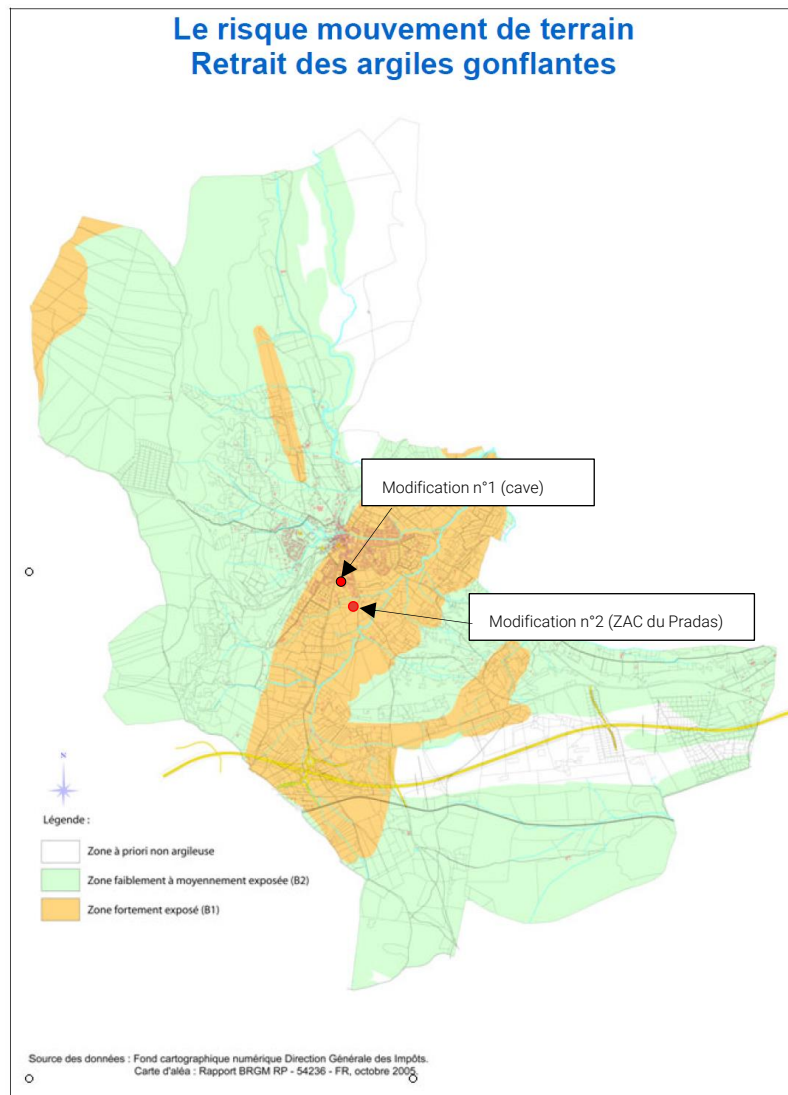 Le risque mouvement de terrain
Retrait des argiles gonflantes
Modification n°1 (cave)
Modification n°2 (ZAC du Pradas)
N
Légende :
Zone à priori non argileuse
Zone faiblement à moyennement exposée (B2)
Zone fortement exposé (B1)
Source des données : Fond cartographique numérique Direction Générale des Impôts.
Carte d'aléa : Rapport BRGM RP - 54236 - FR, octobre 2005.